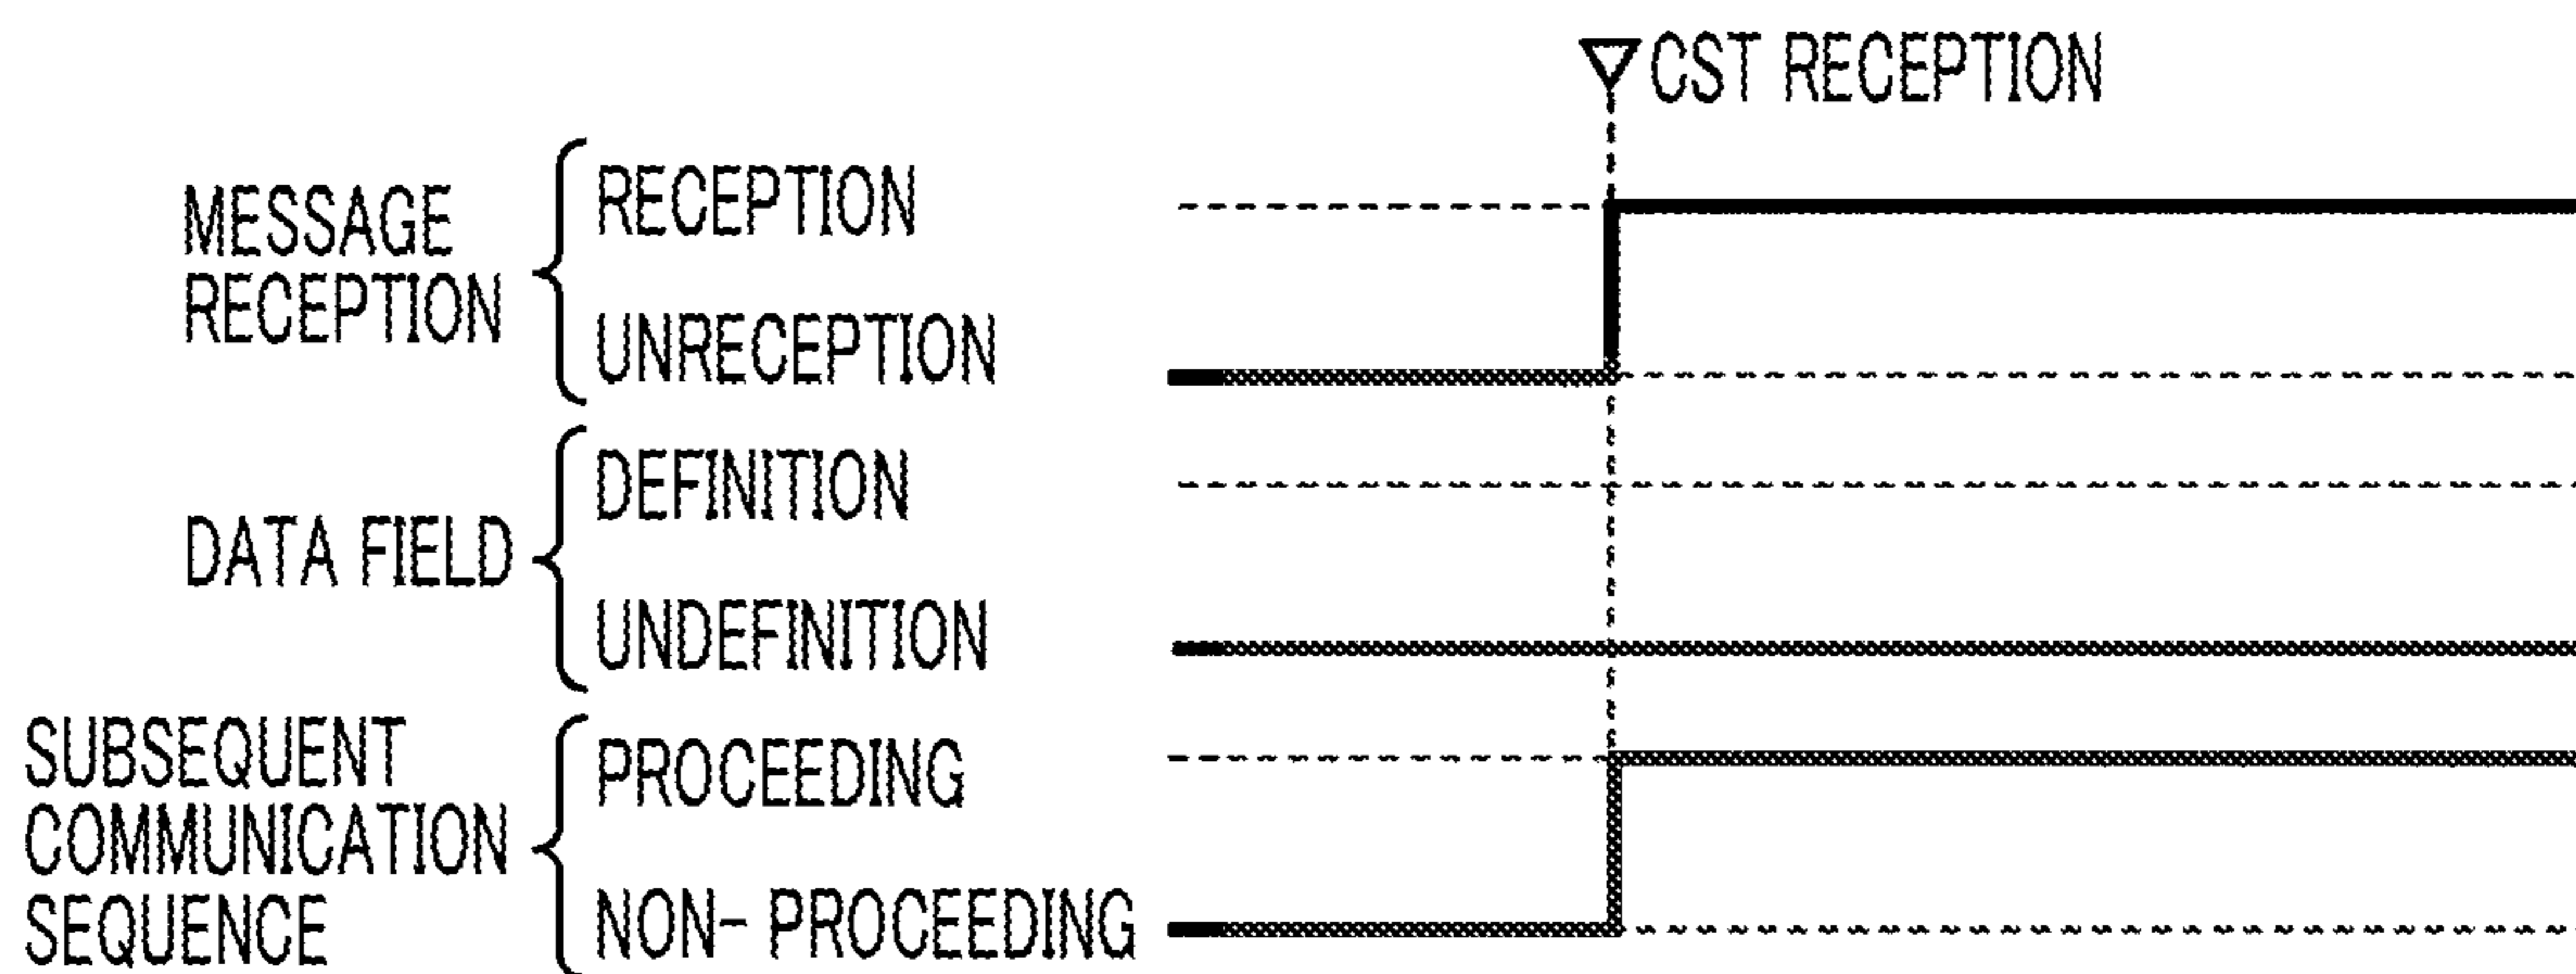 CST RECEPTION
MESSAGE
RECEPTION
RECEPTION
UNRECEPTION
DATA FIELD
DEFINITION
UNDEFINITION
SUBSEQUENT
COMMUNICATION
SEQUENCE
PROCEEDING
NON- PROCEEDING